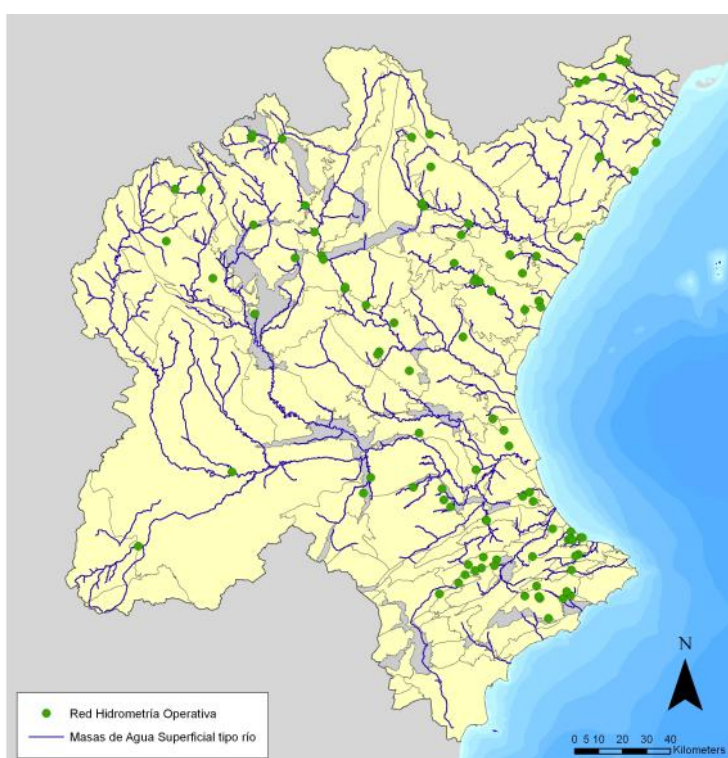 N
Red Hidrometría Operativa
Masas de Agua Superficial tipo río
0 5 10 20 30 40
Kilometers